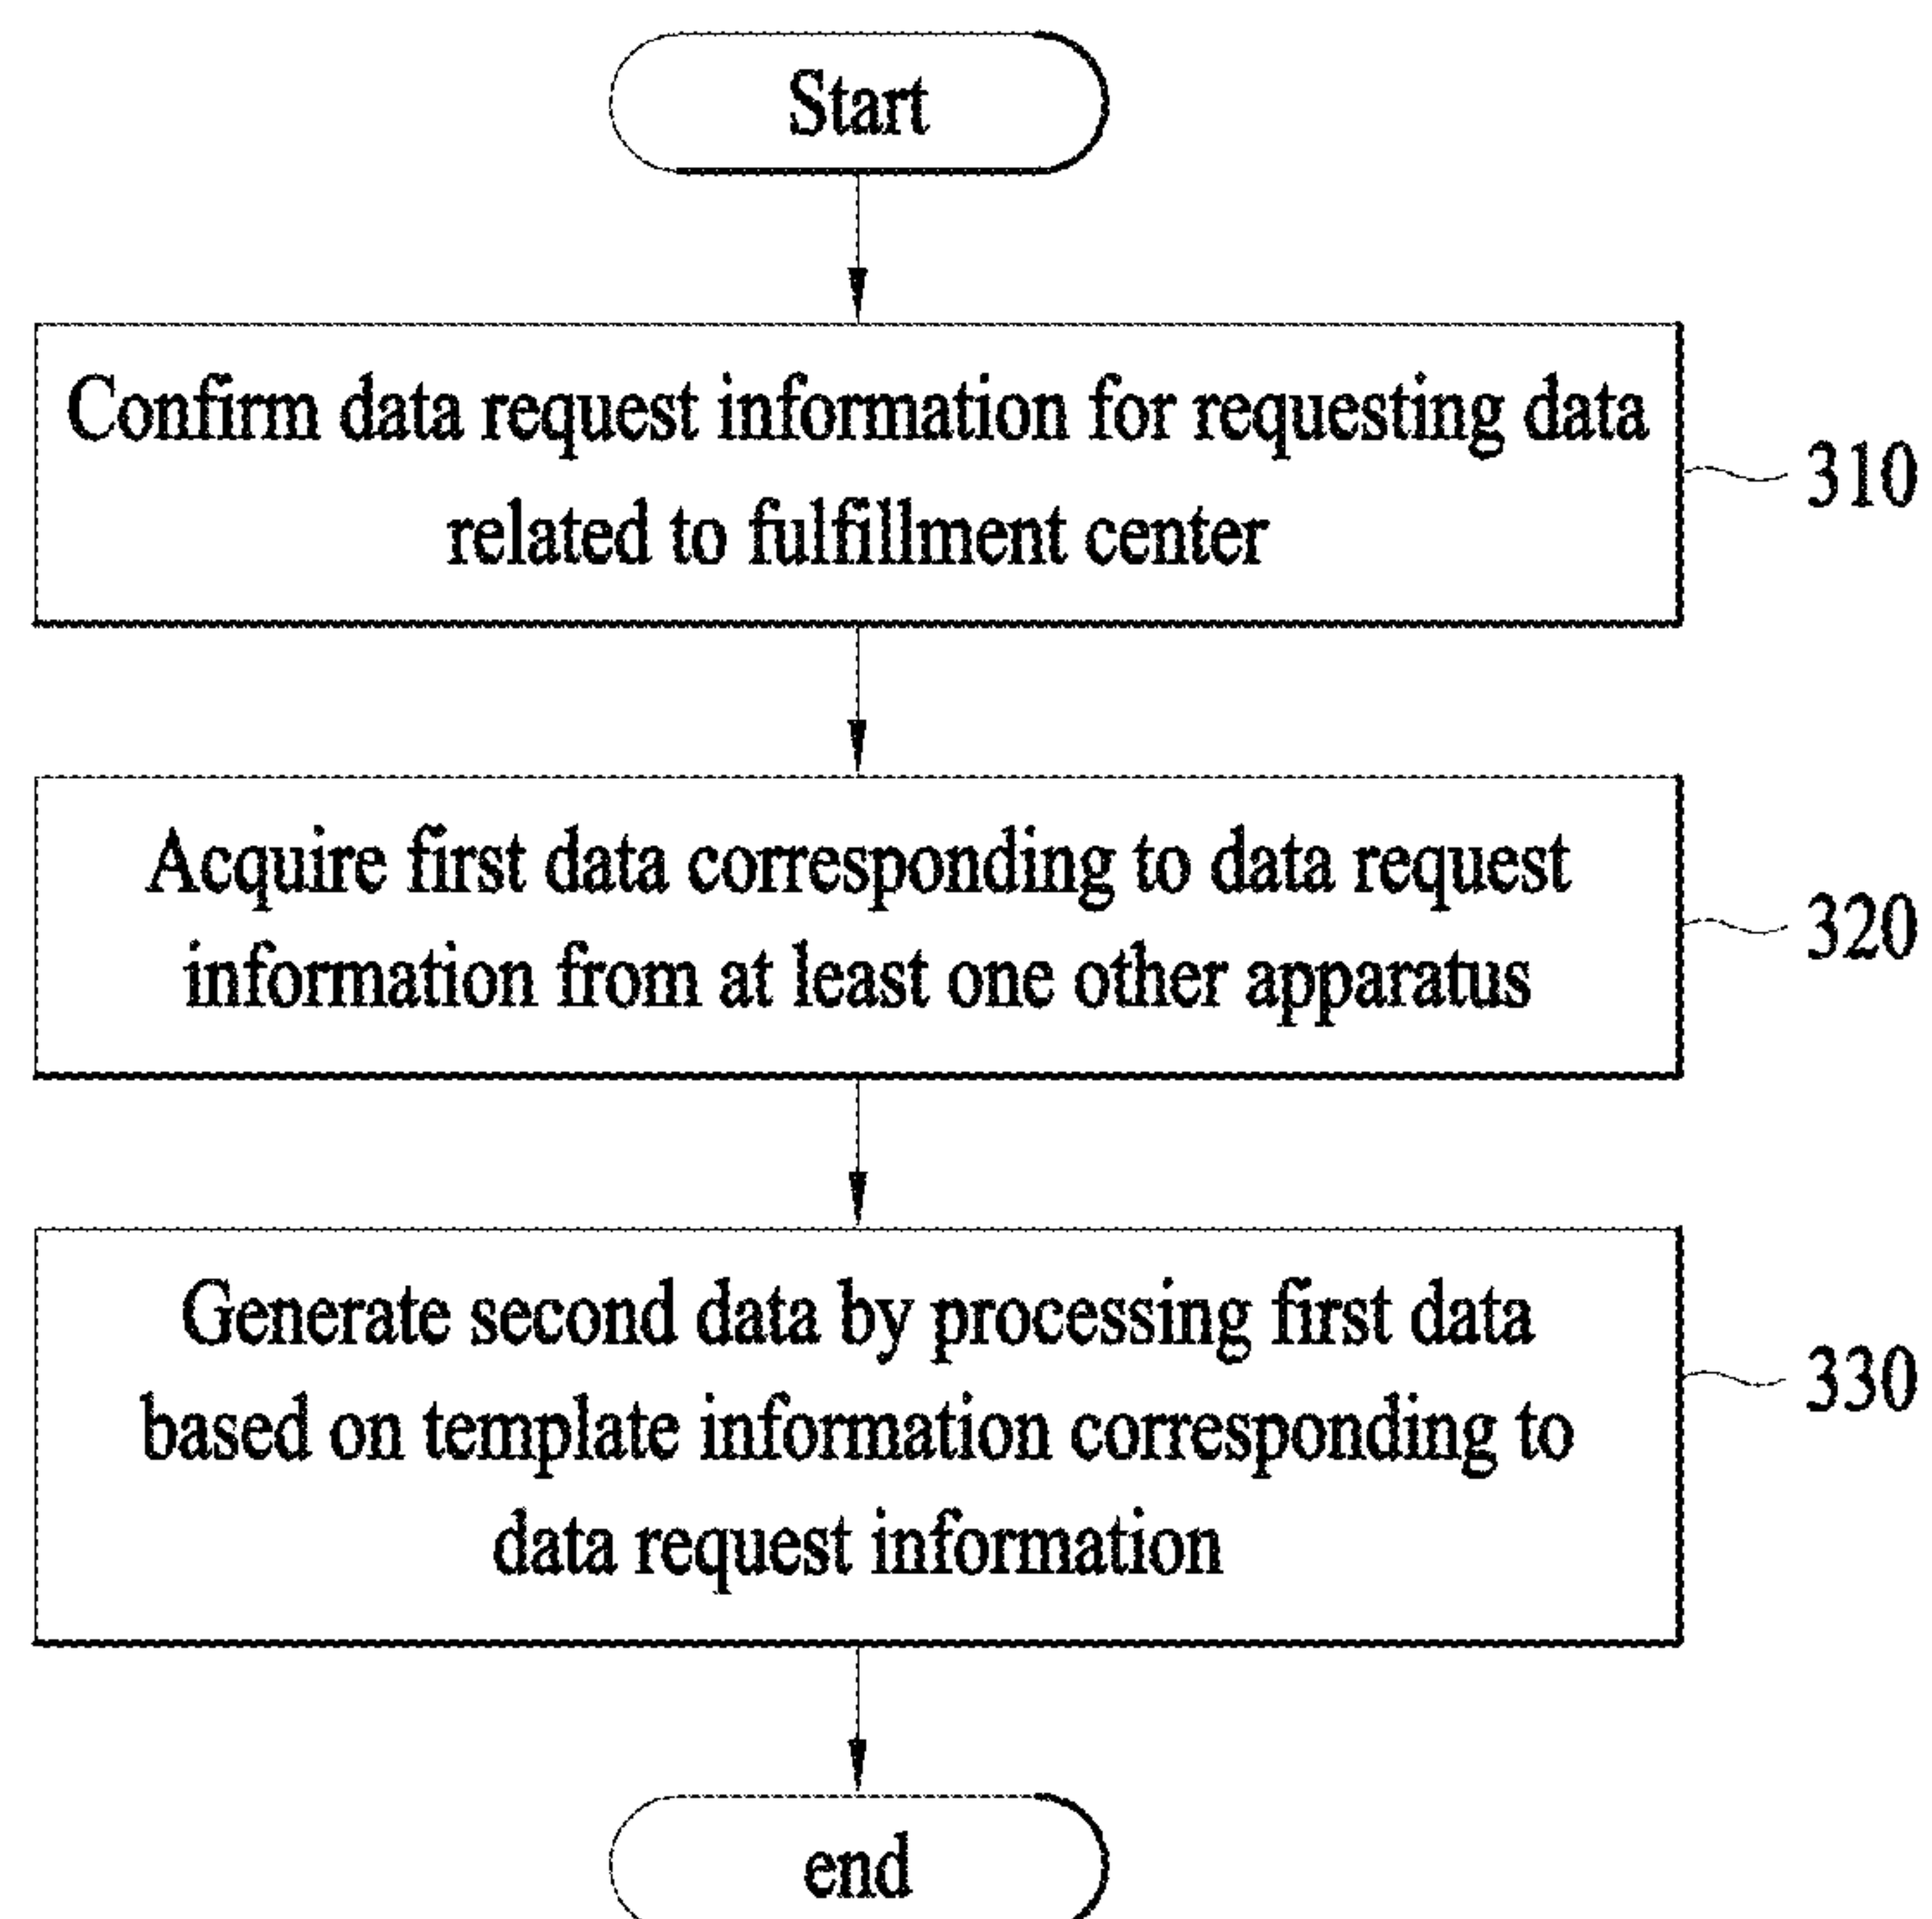 Start
Confirm data request information for requesting data
related to fulfillment center
310
Acquire first data corresponding to data request
information from at least one other apparatus
320
Generate second data by processing first data
based on template information corresponding to
data request information
330
end